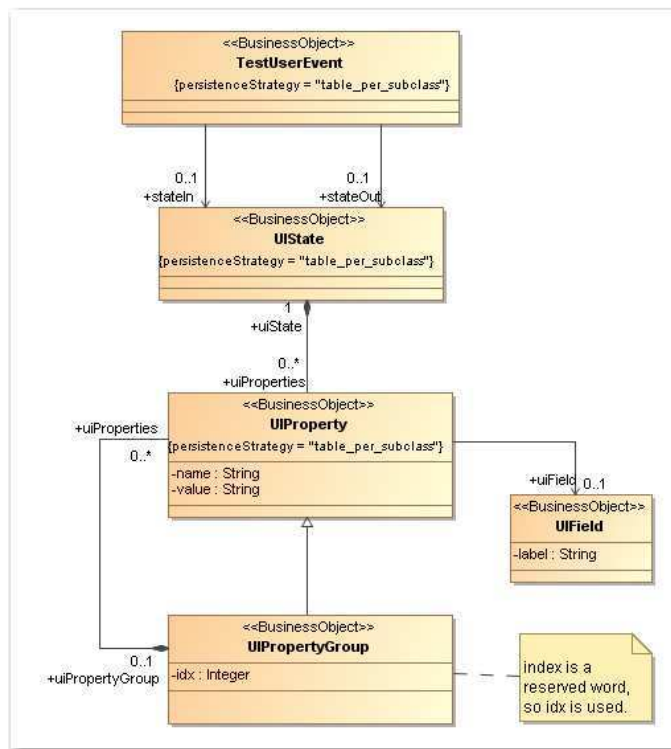 <<BusinessObject>>
TestUserEvent
{persistenceStrategy = "table_per_subclass"}
0..1
+stateIn
0..1
+stateOut
<<BusinessObject>>
UIState
{persistenceStrategy = "table_per_subclass"}
1
+uiState
0..*
+uiProperties
<<BusinessObject>>
UIProperty
{persistenceStrategy = "table_per_subclass"}
-name : String
-value : String
+uiProperties
0..*
+uiField
0..1
<<BusinessObject>>
UIField
-label : String
<<BusinessObject>>
UIPropertyGroup
-idx : Integer
0..1
+uiPropertyGroup
index is a
reserved word,
so idx is used.